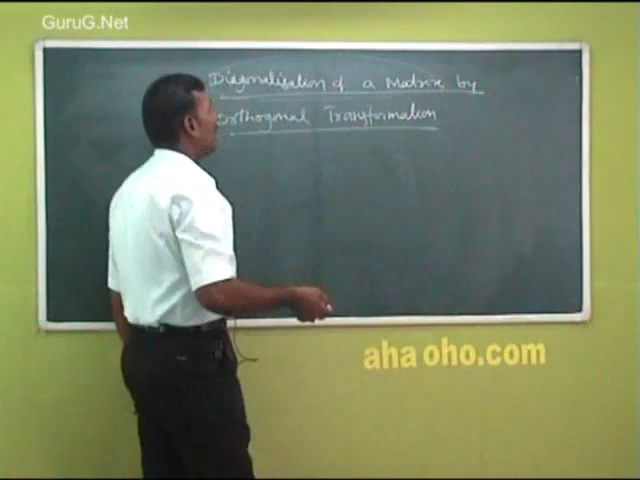 GuruG.Net
Diagonalisation of a Matrix by
Orthogonal Transformation
aha oho.com